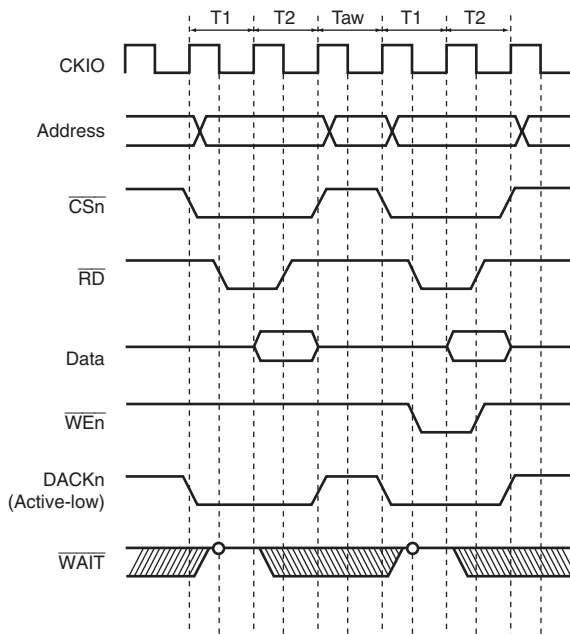 T1 T2 Taw T1 T2
CKIO
Address
CSn
RD
Data
WEn
DACKn
(Active-low)
WAIT